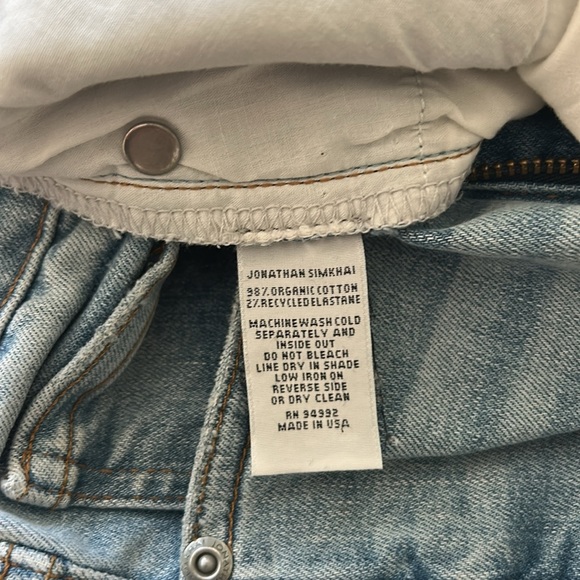 JONATHAN SIMKHAI
98% ORGANIC COTTON
2% RECYCLED ELASTANE
MACHINE WASH COLD
SEPARATELY AND
INSIDE OUT
DO NOT BLEACH
LINE DRY IN SHADE
LOW IRON ON
REVERSE SIDE
OR DRY CLEAN
RN 94992
MADE IN USA